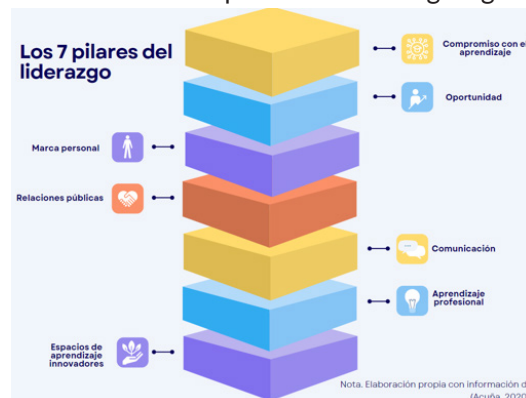 Los 7 pilares del
liderazgo
Compromiso con el
aprendizaje
Oportunidad
Marca personal
Relaciones públicas
Comunicación
Aprendizaje
profesional
Espacios de
aprendizaje
innovadores
Nota. Elaboración propia con información d
(Acuña, 2020